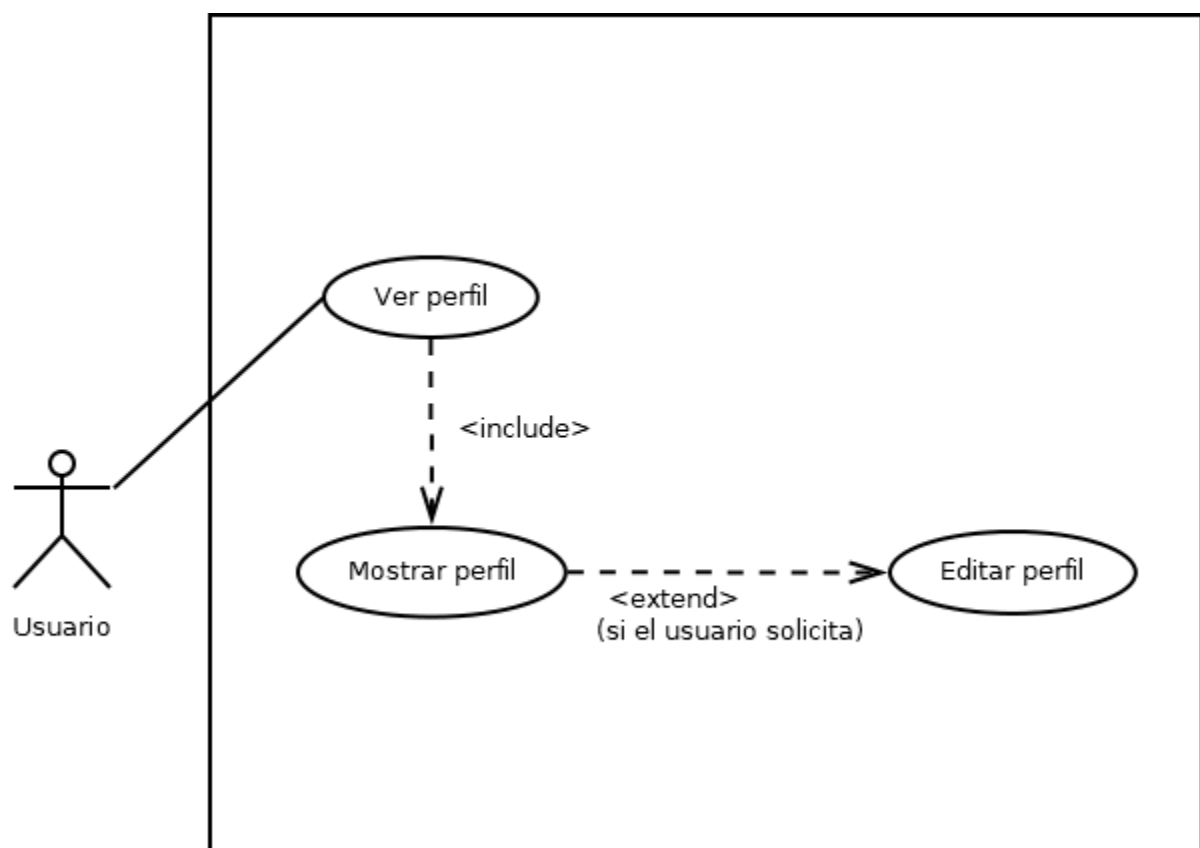 Ver perfil
<include>
Mostrar perfil
Editar perfil
<extend>
(si el usuario solicita)
Usuario